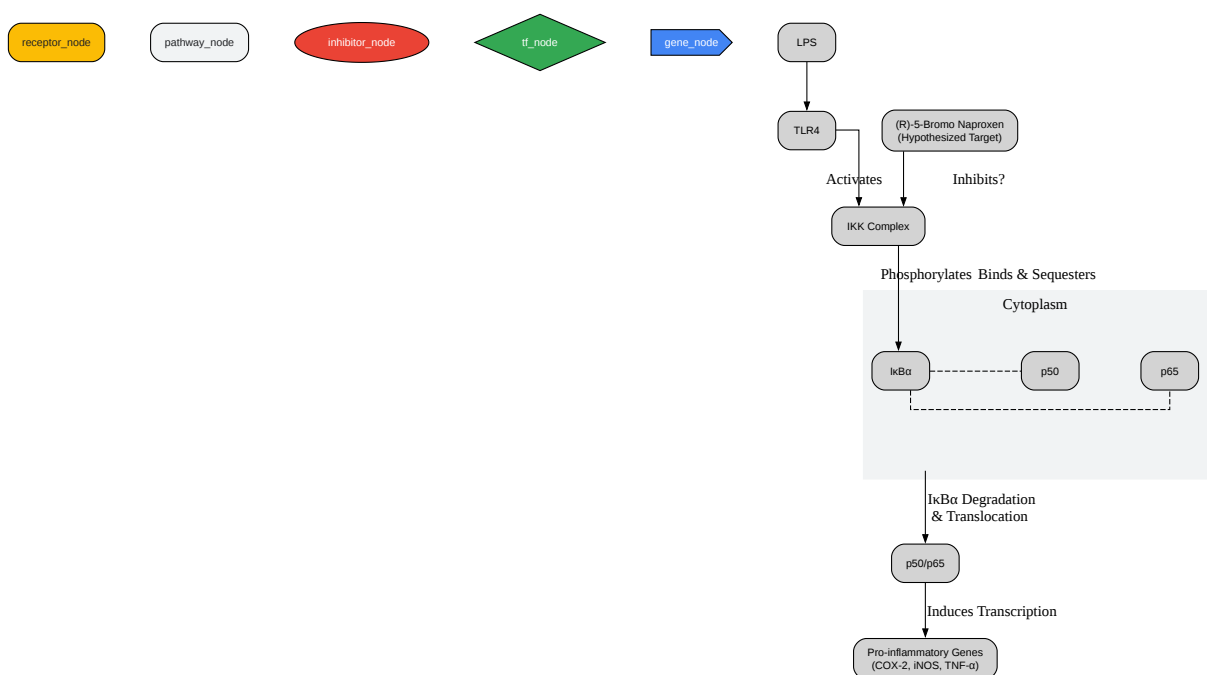 receptor_node
pathway_node
inhibitor_node
tf_node
gene_node
LPS
TLR4
(R)-5-Bromo Naproxen
(Hypothesized Target)
Activates
Inhibits?
IKK Complex
Phosphorylates
Binds & Sequesters
Cytoplasm
IκBα
p50
p65
IκBα Degradation
& Translocation
p50/p65
Induces Transcription
Pro-inflammatory Genes
(COX-2, iNOS, TNF-α)